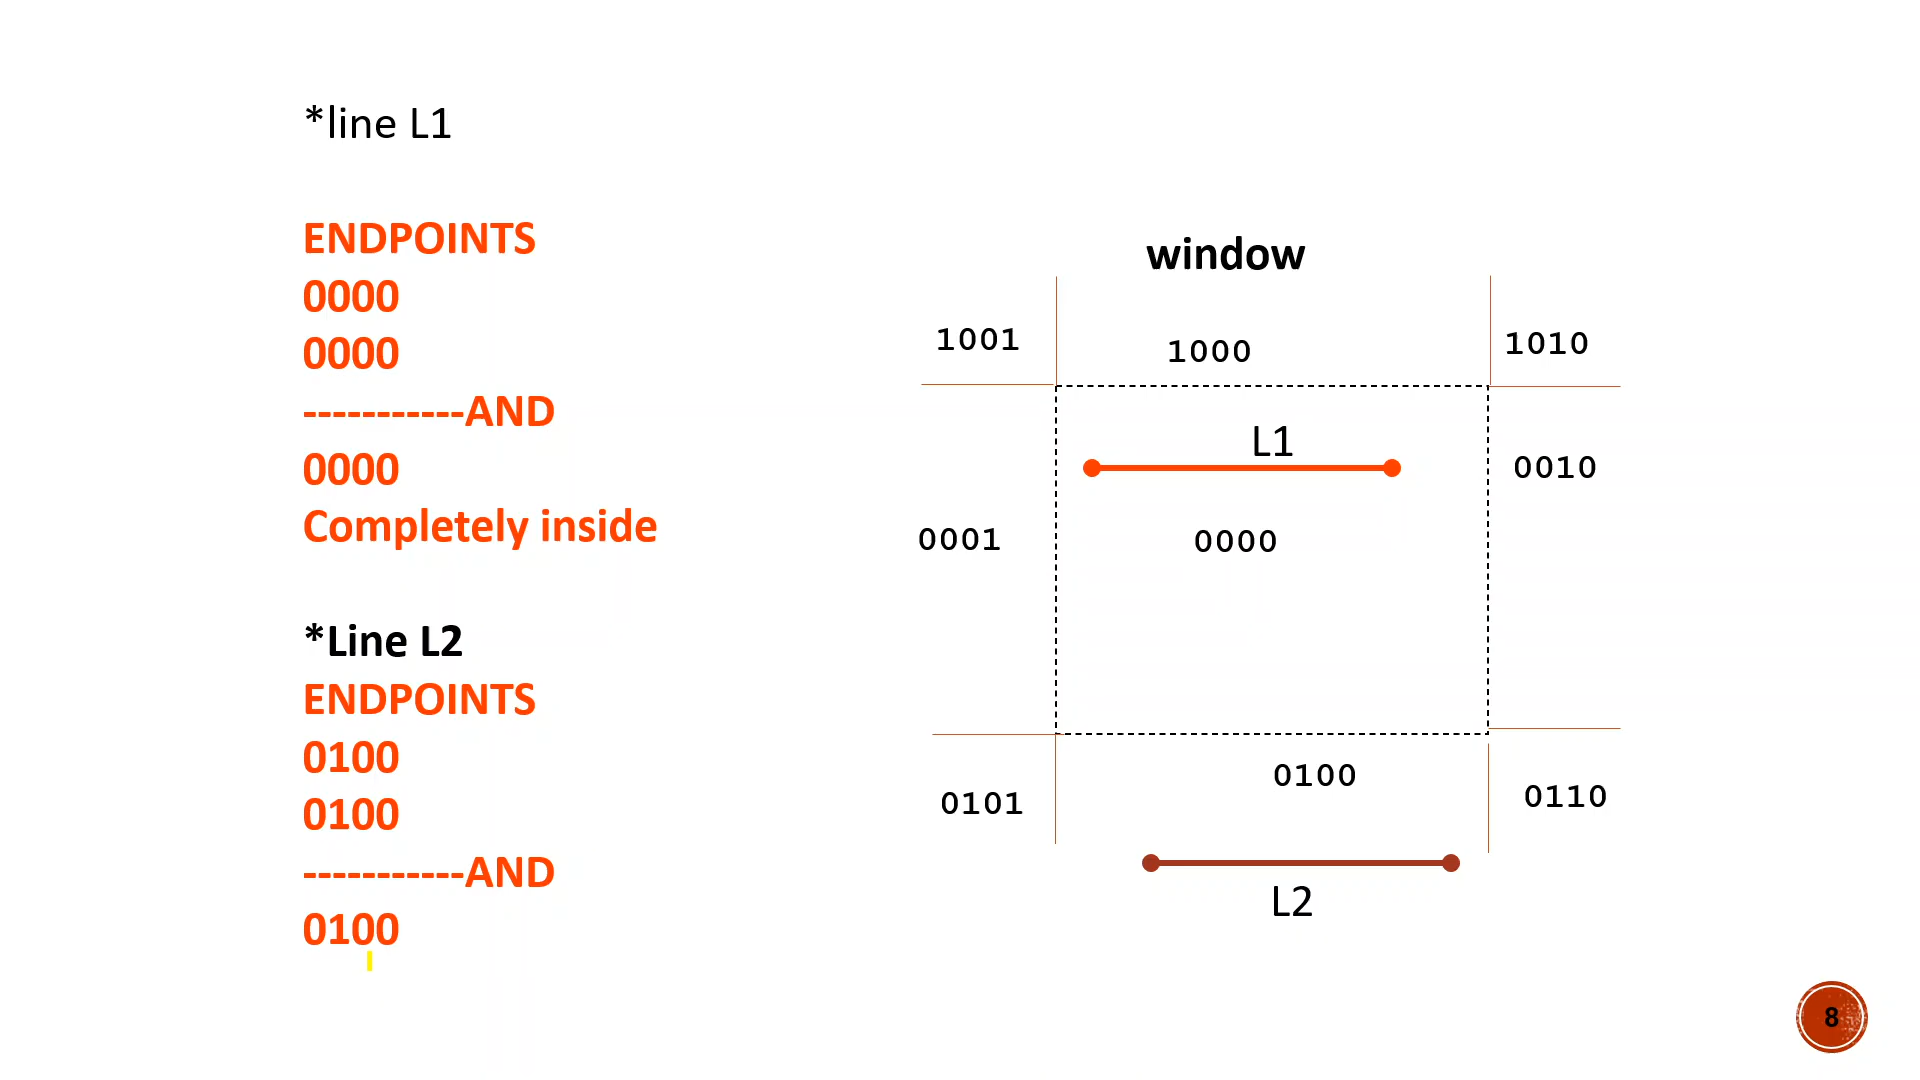 *line L1
ENDPOINTS
0000
0000
-----------AND
0000
Completely inside
*Line L2
ENDPOINTS
0100
0100
-----------AND
0100
window
1001
1000
1010
L1
0010
0001
0000
0100
0101
0110
L2
8